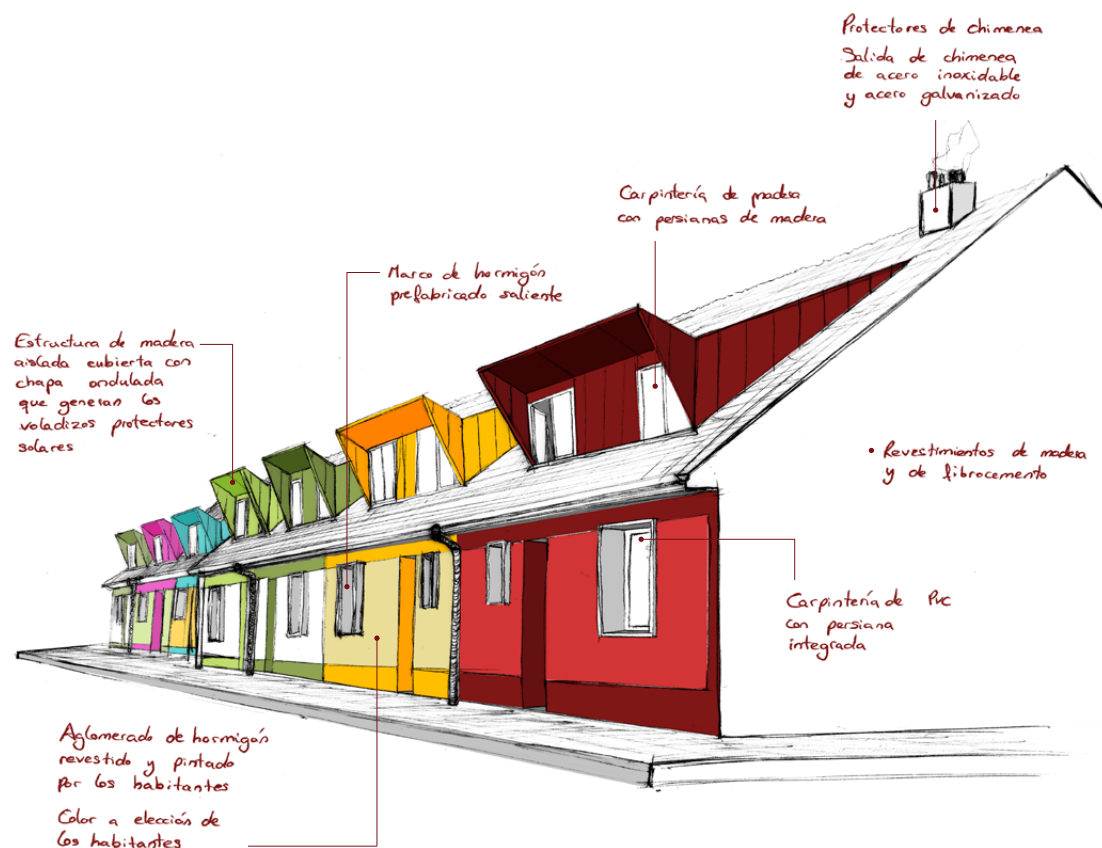 Protectores de chimenea
Salida de chimenea
de acero inoxidable
y acero galvanizado
Carpintería de madera
con persianas de madera
Marco de hormigón
prefabricado saliente
Estructura de madera
aislada cubierta con
chapa ondulada
que generan los
voladizos protectores
solares
• Revestimientos de madera
y de fibrocemento
Carpintería de PVC
con persiana
integrada
Aglomerado de hormigón
revestido y pintado
por los habitantes
Color a elección de
los habitantes